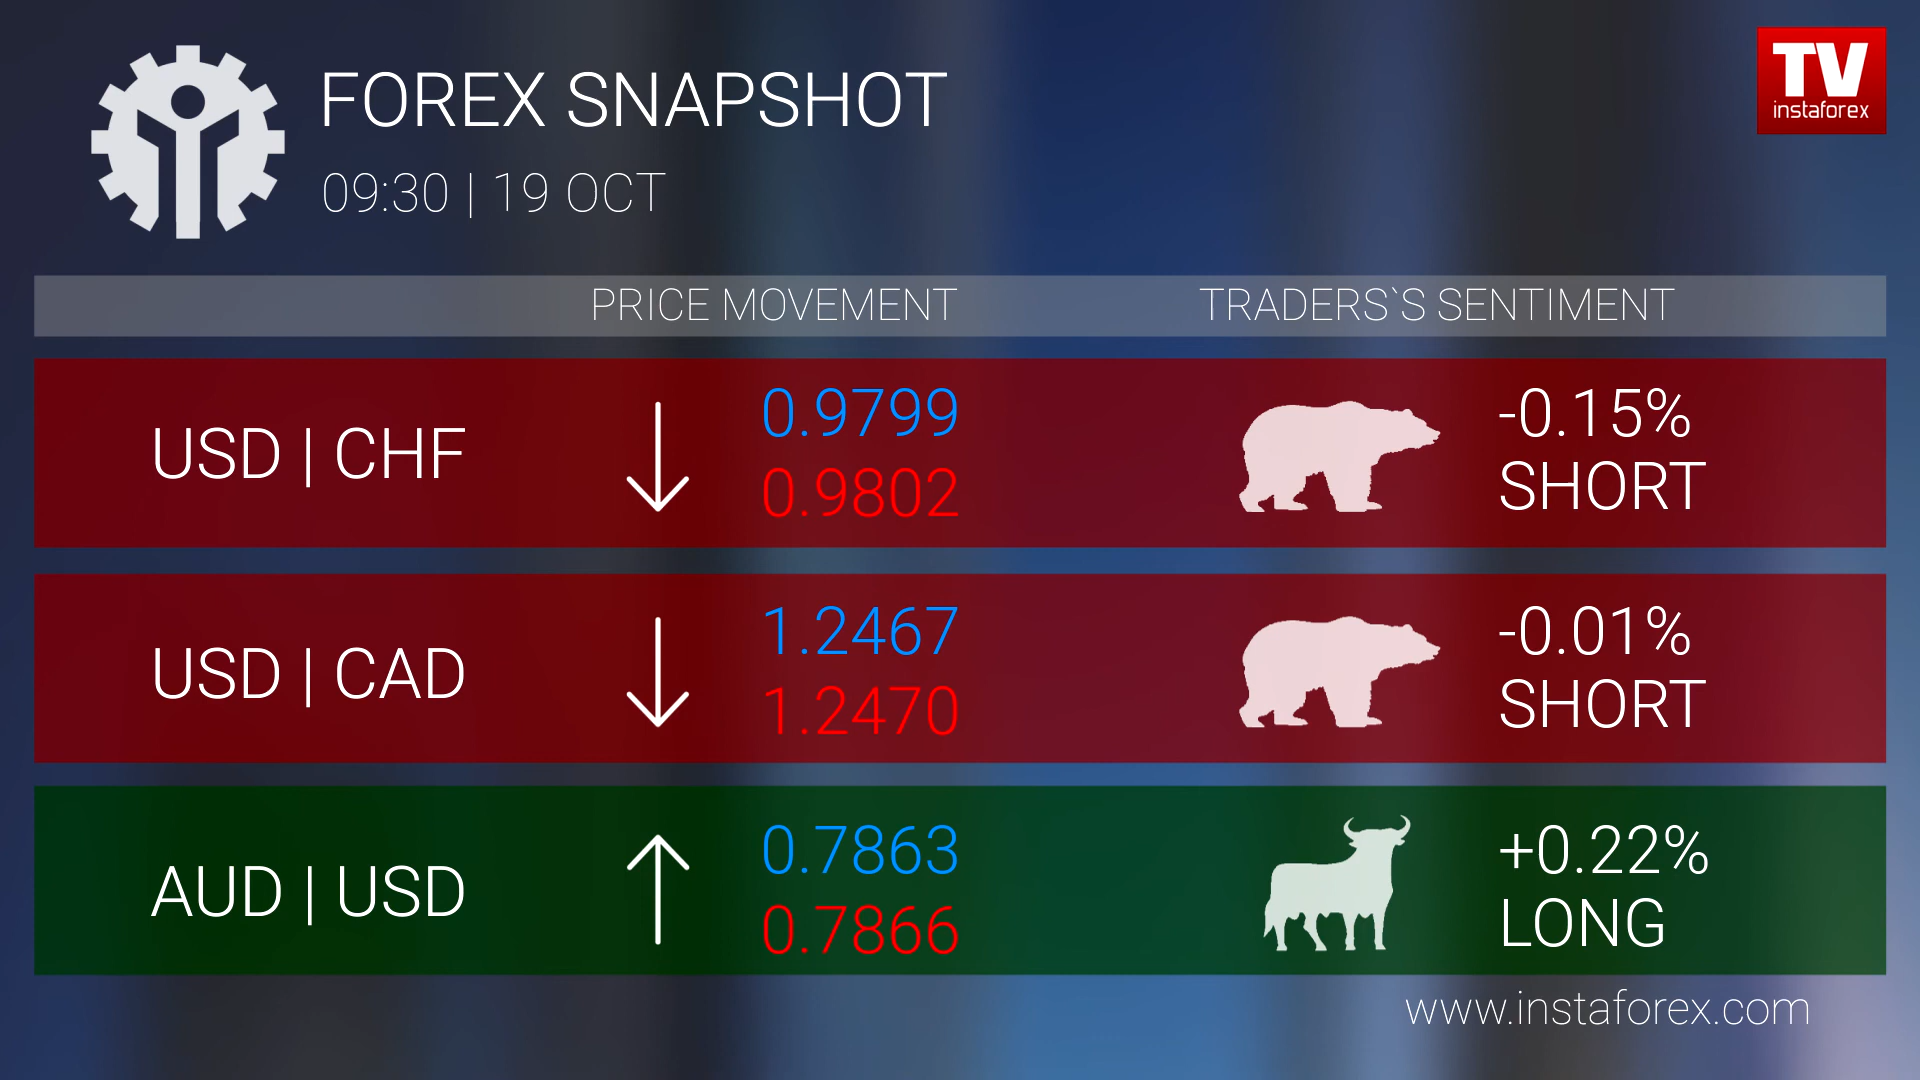 FOREX SNAPSHOT
TV
instaforex
09:30 | 19 OCT
PRICE MOVEMENT TRADERS`S SENTIMENT
USD | CHF
0.9799
0.9802
-0.15%
SHORT
USD | CAD
1.2467
1.2470
-0.01%
SHORT
AUD | USD
0.7863
0.7866
+0.22%
LONG
www.instaforex.com